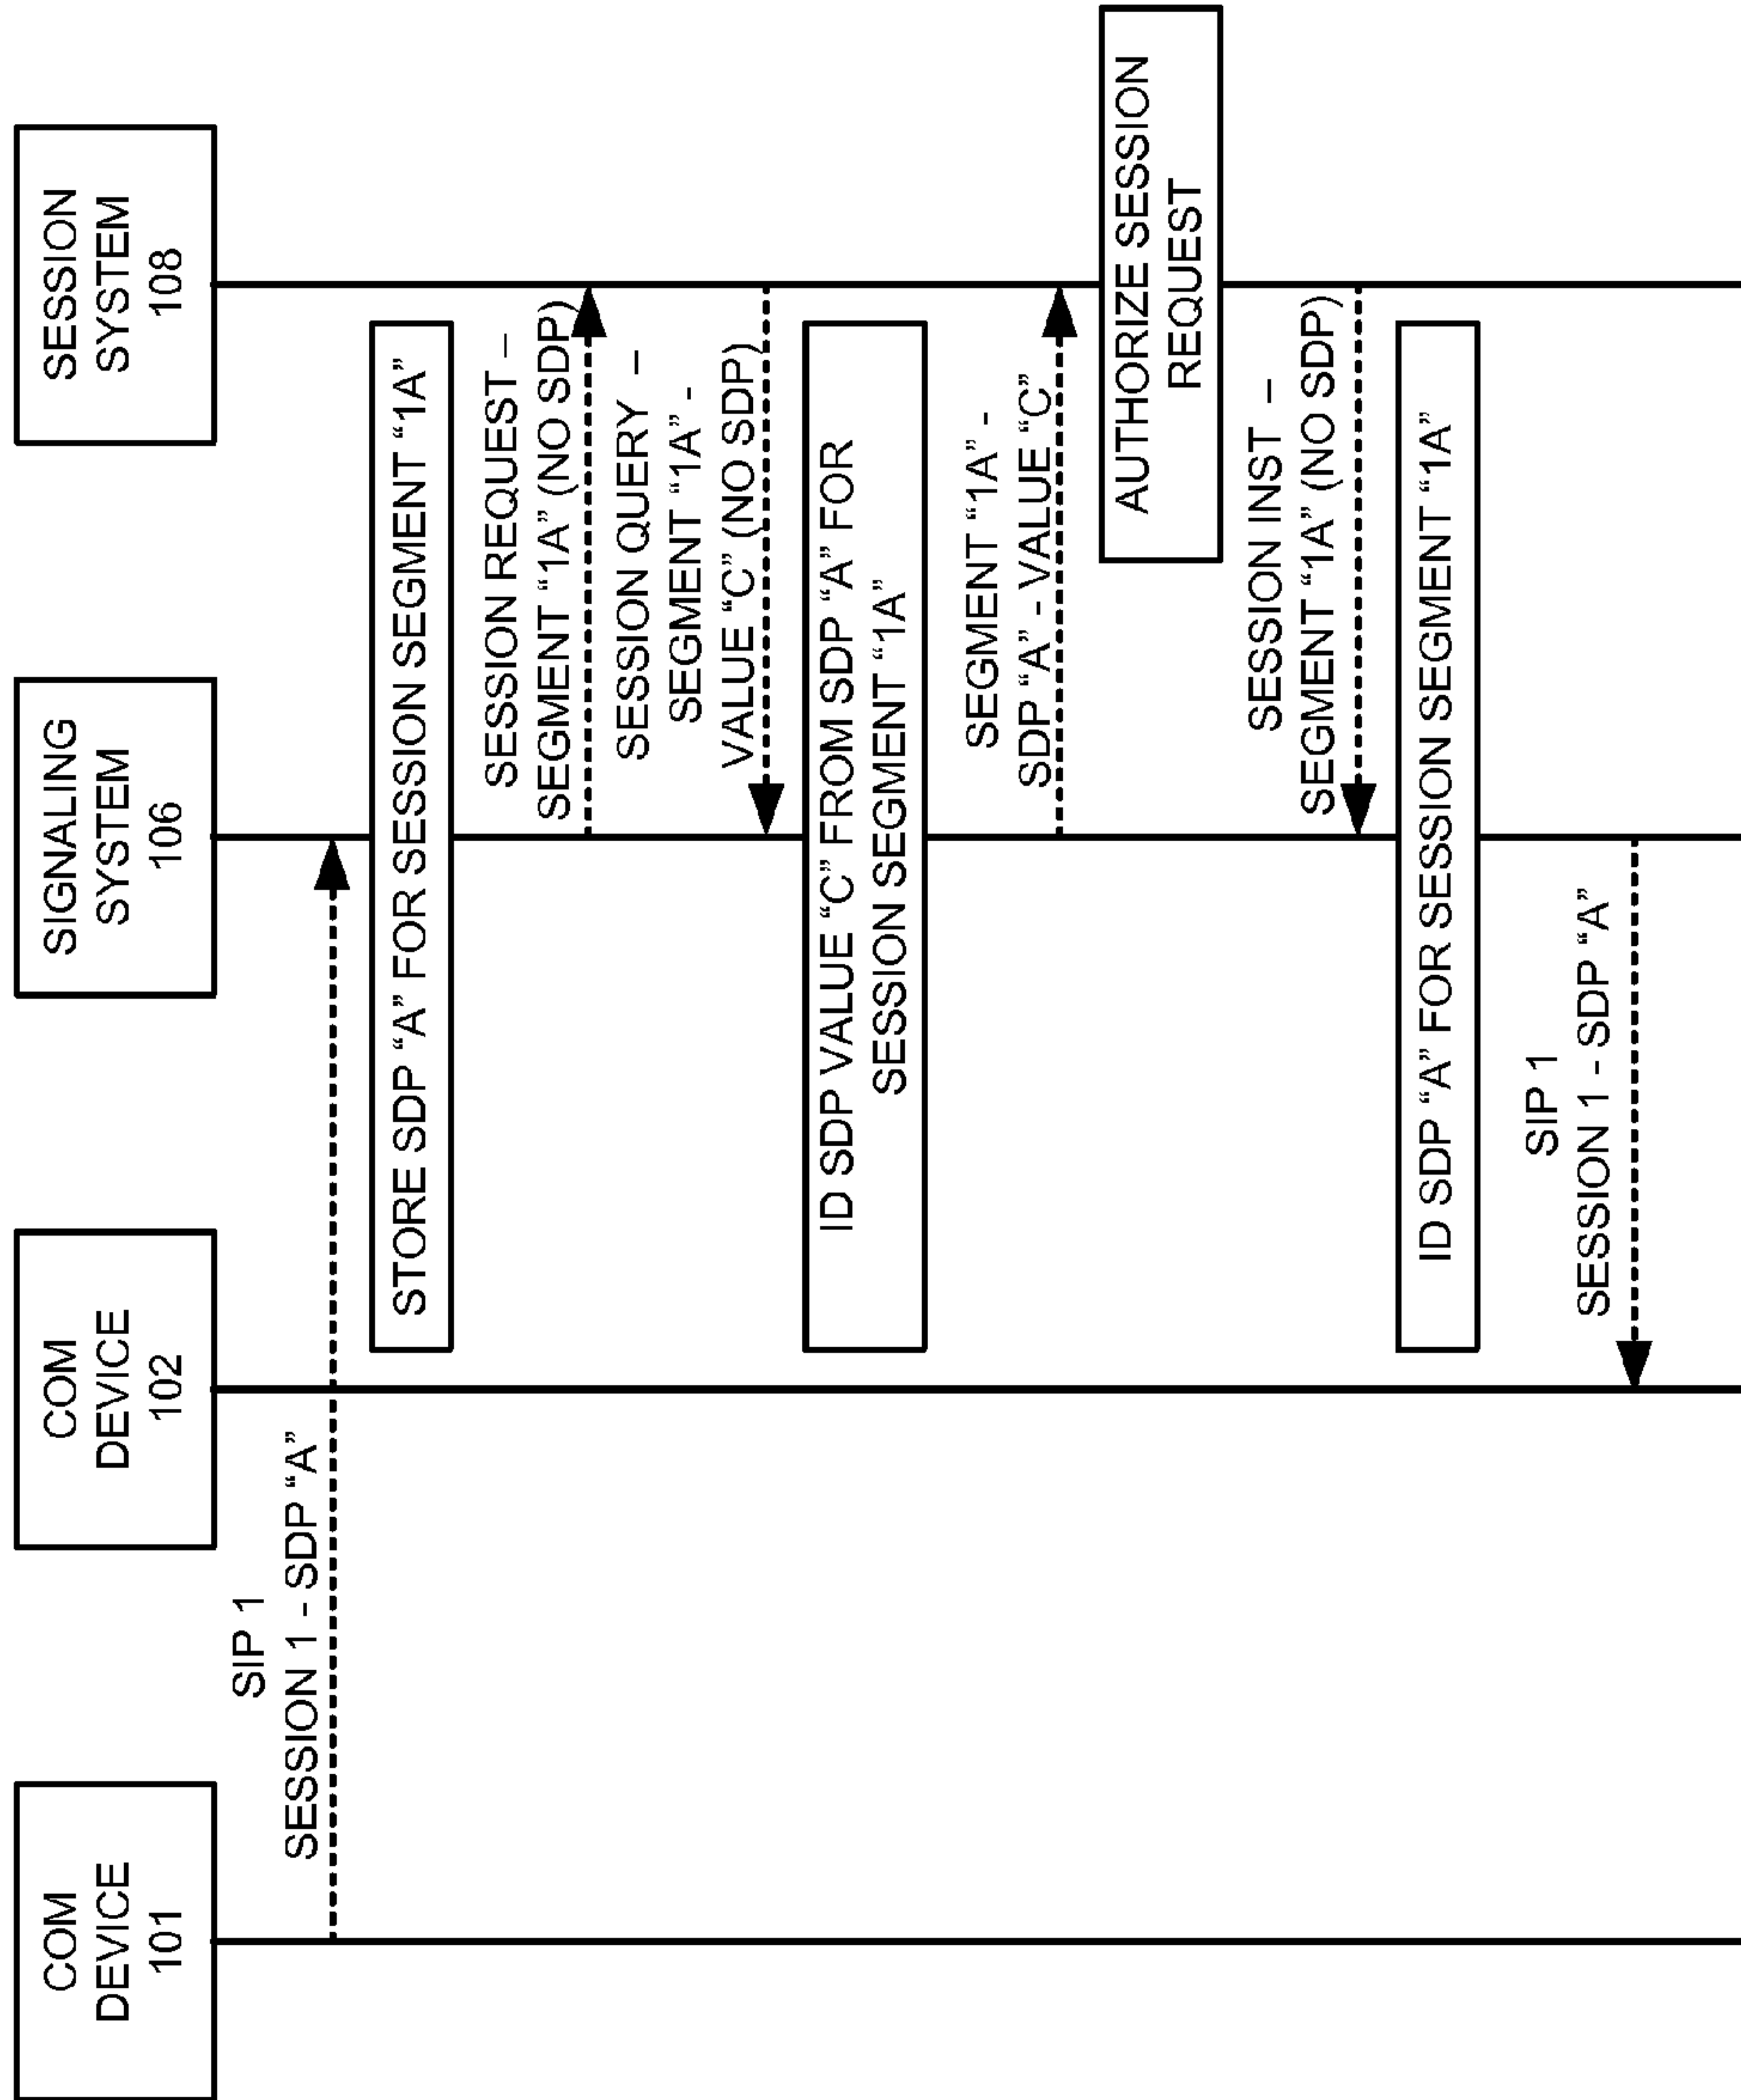 COM
DEVICE
101
COM
DEVICE
102
SIGNALING
SYSTEM
106
SESSION
SYSTEM
108
SIP 1
SESSION 1 - SDP “A”
STORE SDP “A” FOR SESSION SEGMENT “1A”
SESSION REQUEST –
SEGMENT “1A” (NO SDP)
SESSION QUERY –
SEGMENT “1A” -
VALUE “C” (NO SDP)
ID SDP VALUE “C” FROM SDP “A” FOR
SESSION SEGMENT “1A”
SEGMENT “1A” -
SDP “A” - VALUE “C”
AUTHORIZE SESSION
REQUEST
SESSION INST –
SEGMENT “1A” (NO SDP)
ID SDP “A” FOR SESSION SEGMENT “1A”
SIP 1
SESSION 1 - SDP “A”